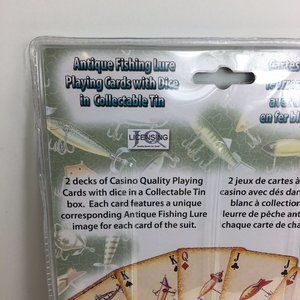 Antique Fishing Lure
Playing Cards with Dice
in Collectable Tin
Cartes
avec
en fer bl
LICENSING
2 decks of Casino Quality Playing
Cards with dice in a Collectable Tin
box. Each card features a unique
corresponding Antique Fishing Lure
image for each card of the suit.
2 jeux de cartes à
casino avec dés dan
blanc à collection
leurre de pêche ant
chaque carte de cha
K
K
Q
J